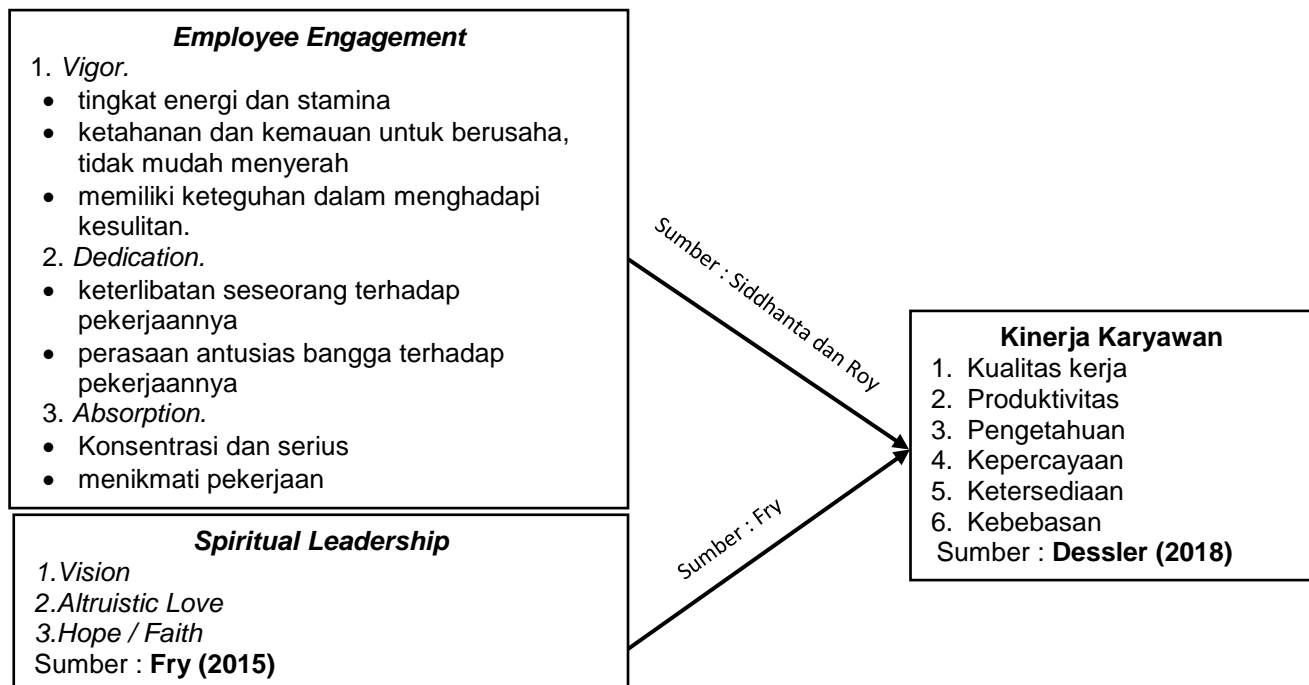 Employee Engagement
1. Vigor.
• tingkat energi dan stamina
• ketahanan dan kemauan untuk berusaha,
tidak mudah menyerah
• memiliki keteguhan dalam menghadapi
kesulitan.
2. Dedication.
• keterlibatan seseorang terhadap
pekerjaannya
• perasaan antusias bangga terhadap
pekerjaannya
3. Absorption.
• Konsentrasi dan serius
• menikmati pekerjaan
Spiritual Leadership
1.Vision
2.Altruistic Love
3.Hope / Faith
Sumber : Fry (2015)
Sumber : Siddhanta dan Roy
Sumber : Fry
Kinerja Karyawan
1. Kualitas kerja
2. Produktivitas
3. Pengetahuan
4. Kepercayaan
5. Ketersediaan
6. Kebebasan
Sumber : Dessler (2018)